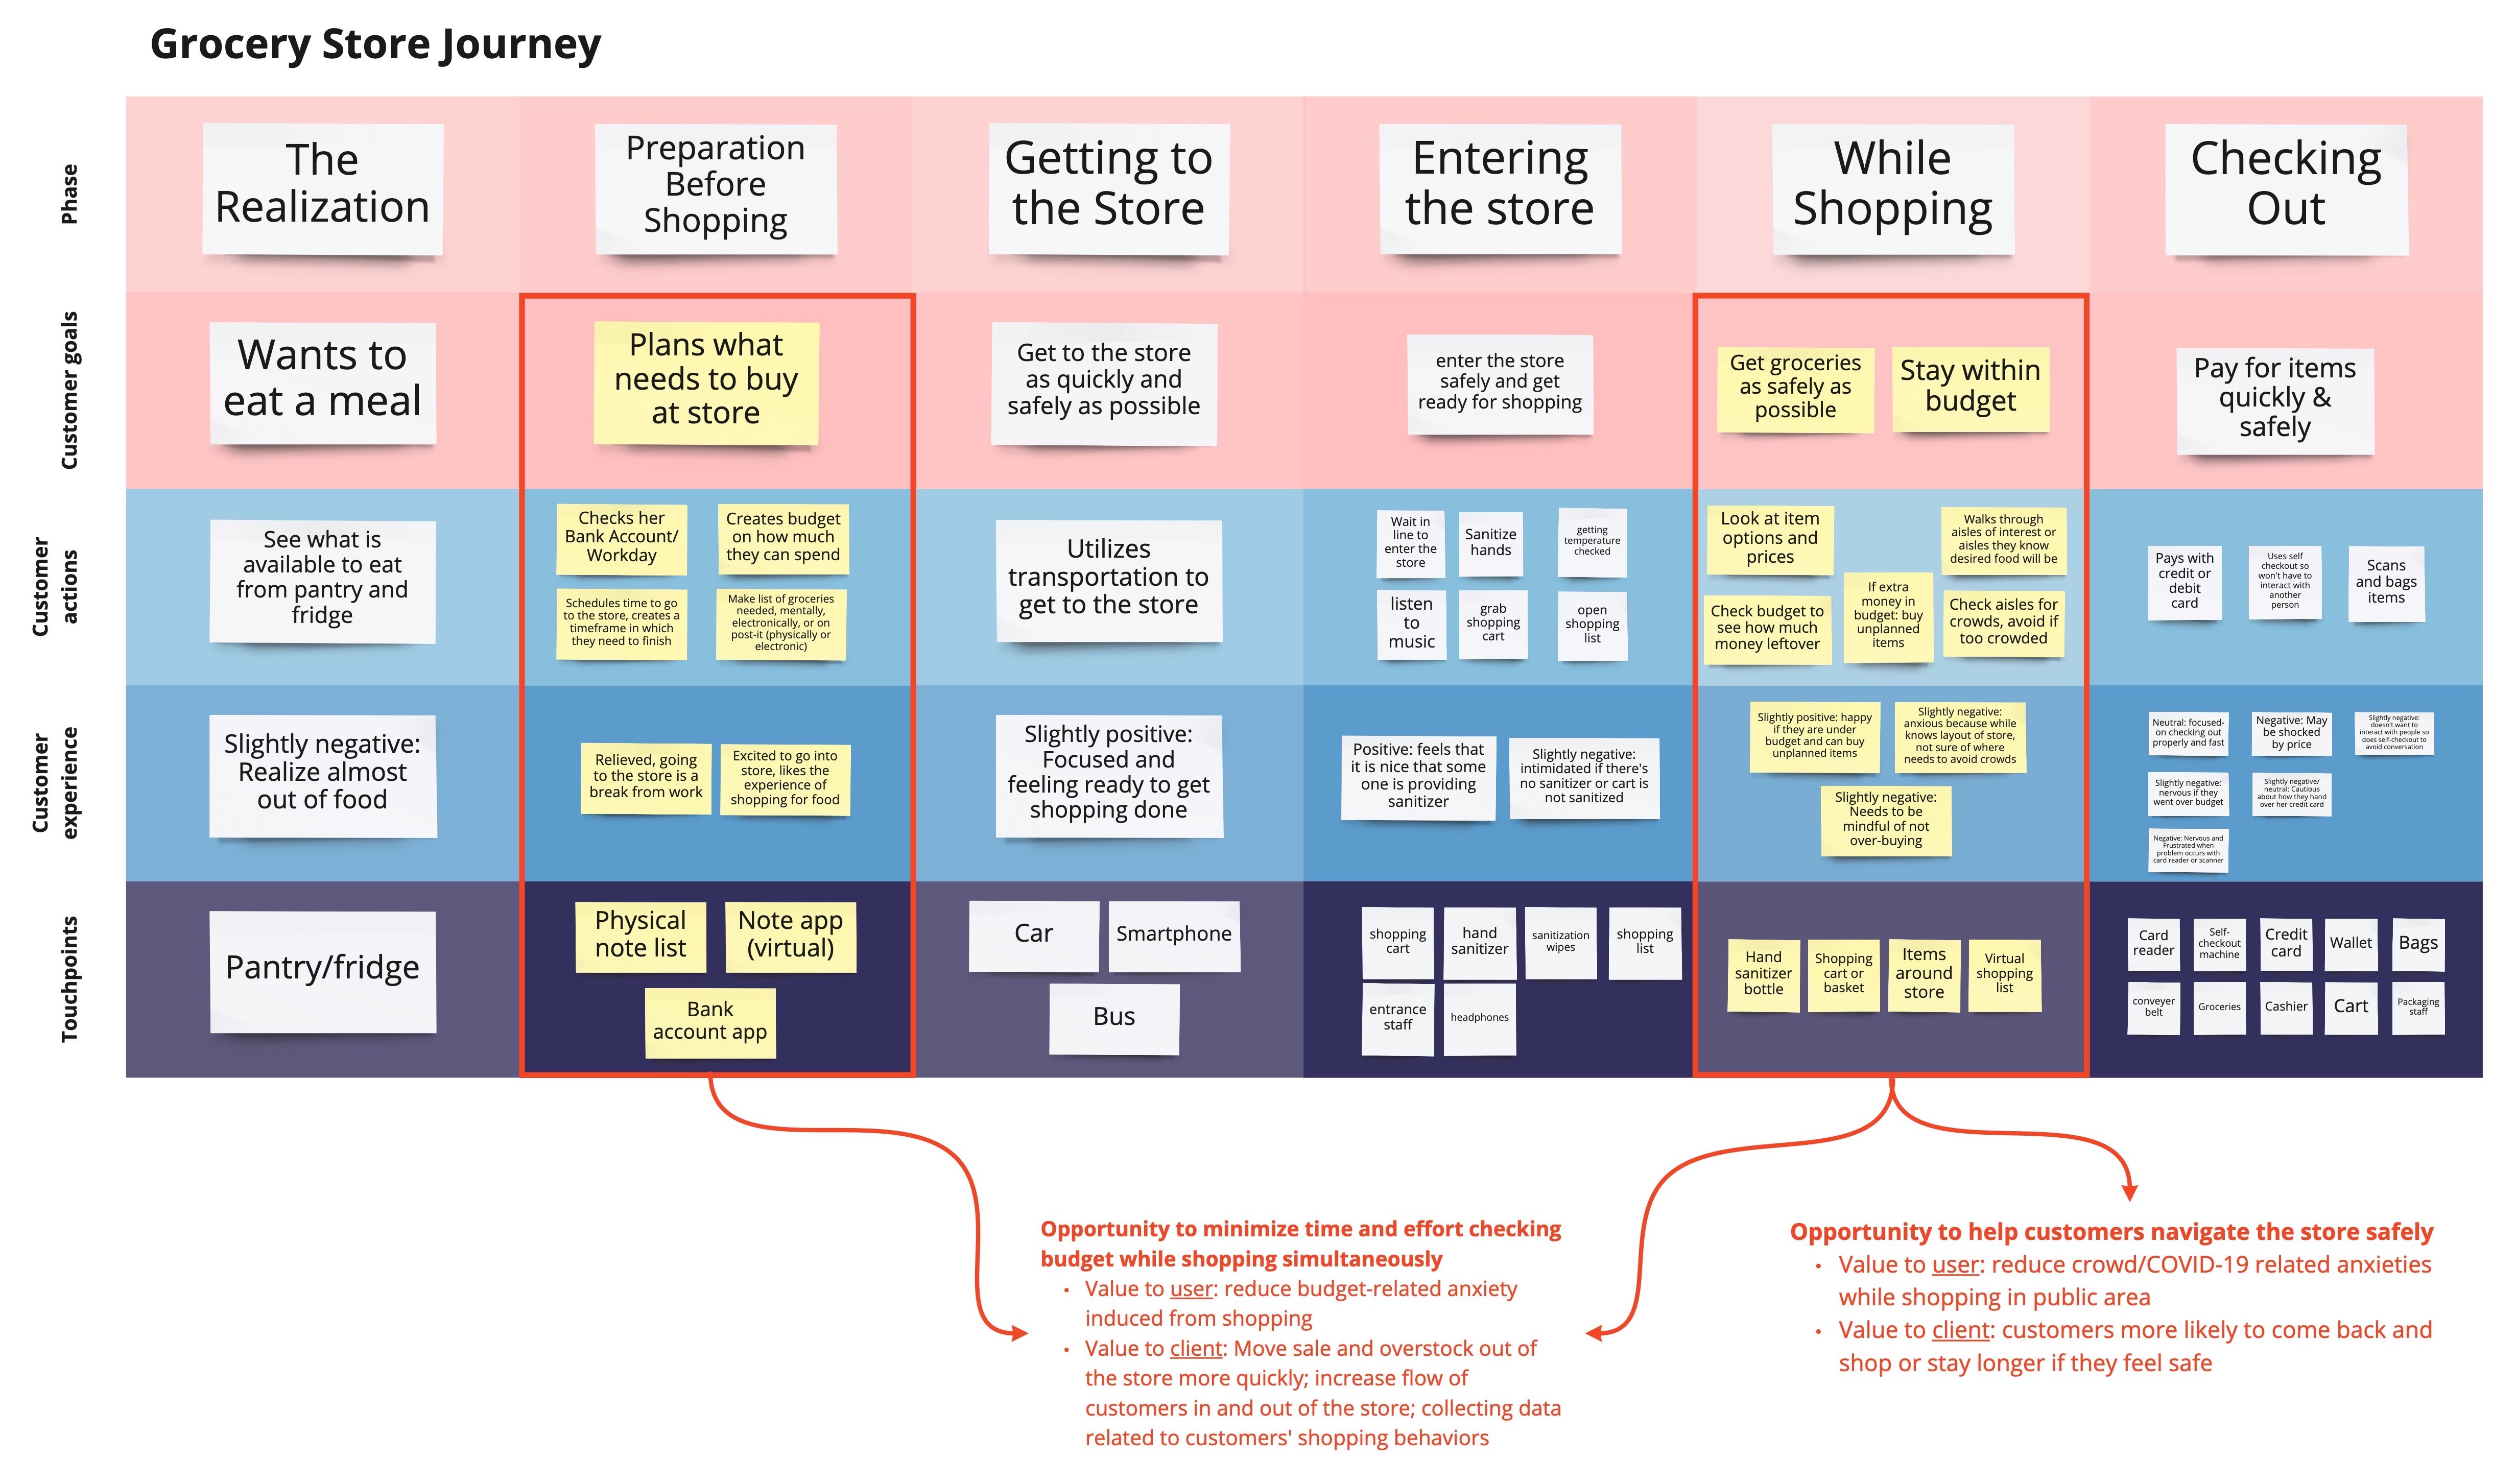 Grocery Store Journey
Phase
The
Realization
Preparation
Before
Shopping
Getting to
the Store
Entering
the store
While
Shopping
Checking
Out
Customer goals
Wants to
eat a meal
Plans what
needs to buy
at store
Get to the store
as quickly and
safely as possible
enter the store
safely and get
ready for shopping
Get groceries
as safely as
possible
Stay within
budget
Pay for items
quickly &
safely
Customer
actions
See what is
available to eat
from pantry and
fridge
Checks her
Bank Account/
Workday
Creates budget
on how much
they can spend
Schedules time to go
to the store, creates a
timeframe in which
they need to finish
Make list of groceries
needed, mentally,
electronically, or on
post-it (physically or
electronic)
Utilizes
transportation to
get to the store
Wait in
line to
enter the
store
Sanitize
hands
getting
temperature
checked
listen
to
music
grab
shopping
cart
open
shopping
list
Look at item
options and
prices
Walks through
aisles of interest or
aisles they know
desired food will be
Check budget to
see how much
money leftover
If extra
money in
budget: buy
unplanned
items
Check aisles for
crowds, avoid if
too crowded
Pays with
credit or
debit
card
Uses self
checkout so
won't have to
interact with
another
person
Scans
and bags
items
Customer
experience
Slightly negative:
Realize almost
out of food
Relieved, going
to the store is a
break from work
Excited to go into
store, likes the
experience of
shopping for food
Slightly positive:
Focused and
feeling ready to get
shopping done
Positive: feels that
it is nice that some
one is providing
sanitizer
Slightly negative:
intimidated if there's
no sanitizer or cart is
not sanitized
Slightly positive: happy
if they are under
budget and can buy
unplanned items
Slightly negative:
anxious because while
knows layout of store,
not sure of where
needs to avoid crowds
Slightly negative:
Needs to be
mindful of not
over-buying
Neutral: focused-
on checking out
properly and fast
Negative: May
be shocked
by price
Slightly negative:
doesn't want to
interact with people so
does self-checkout to
avoid conversation
Slightly negative:
nervous if they
went over budget
Slightly negative/
neutral: Cautious
about how they hand
over her credit card
Negative: Nervous and
Frustrated when
problem occurs with
card reader or scanner
Touchpoints
Pantry/fridge
Physical
note list
Note app
(virtual)
Bank
account app
Car
Smartphone
Bus
shopping
cart
hand
sanitizer
sanitization
wipes
shopping
list
entrance
staff
headphones
Hand
sanitizer
bottle
Shopping
cart or
basket
Items
around
store
Virtual
shopping
list
Card
reader
Self-
checkout
machine
Credit
card
Wallet
Bags
conveyer
belt
Groceries
Cashier
Cart
Packaging
staff
Opportunity to minimize time and effort checking
budget while shopping simultaneously
• Value to user: reduce budget-related anxiety
induced from shopping
• Value to client: Move sale and overstock out of
the store more quickly; increase flow of
customers in and out of the store; collecting data
related to customers' shopping behaviors
Opportunity to help customers navigate the store safely
• Value to user: reduce crowd/COVID-19 related anxieties
while shopping in public area
• Value to client: customers more likely to come back and
shop or stay longer if they feel safe